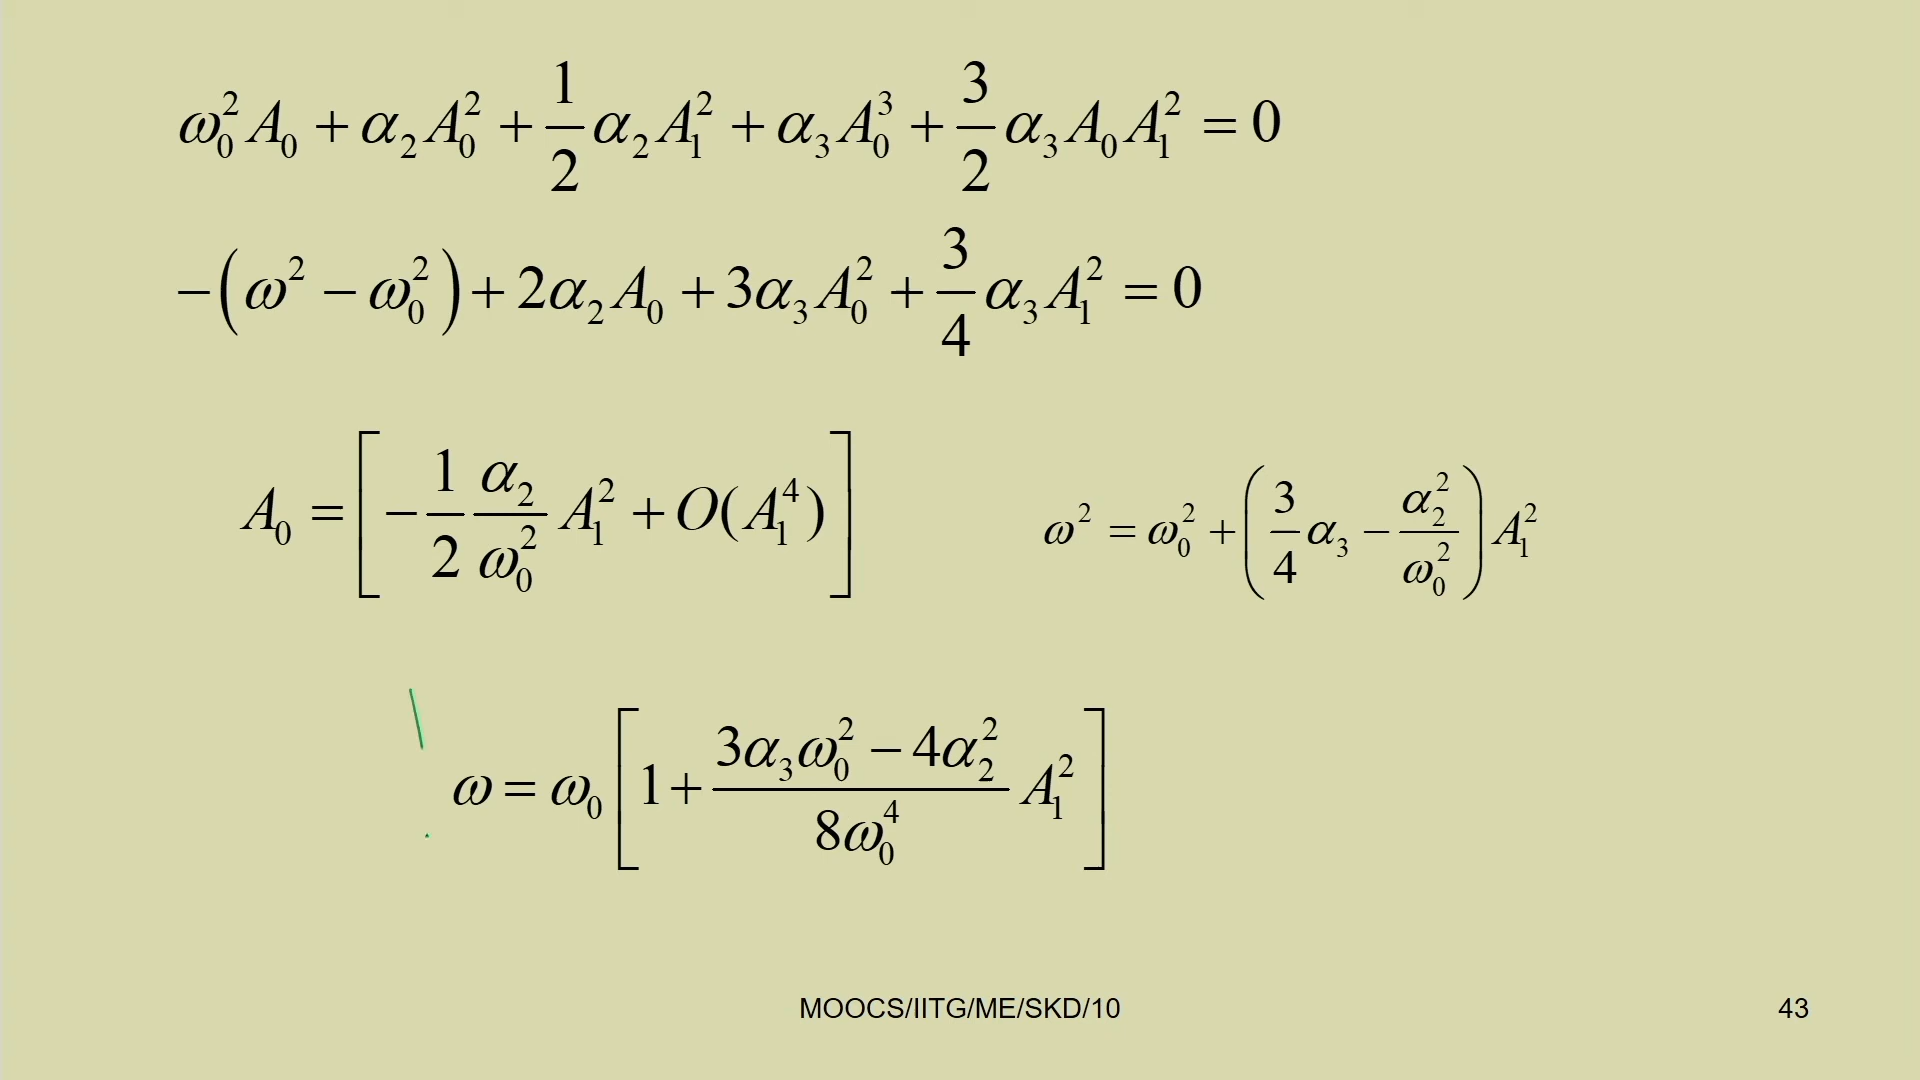 ω₀²A₀ + α₂A₀² + 1/2 α₂A₁² + α₃A₀³ + 3/2 α₃A₀A₁² = 0
−(ω² − ω₀²) + 2α₂A₀ + 3α₃A₀² + 3/4 α₃A₁² = 0
A₀ = [−1/2 α₂/ω₀² A₁² + O(A₁⁴)]
ω² = ω₀² + (3/4 α₃ − α₂²/ω₀²) A₁²
ω = ω₀ [1 + (3α₃ω₀² − 4α₂²)/(8ω₀⁴) A₁²]
MOOCS/IITG/ME/SKD/10
43